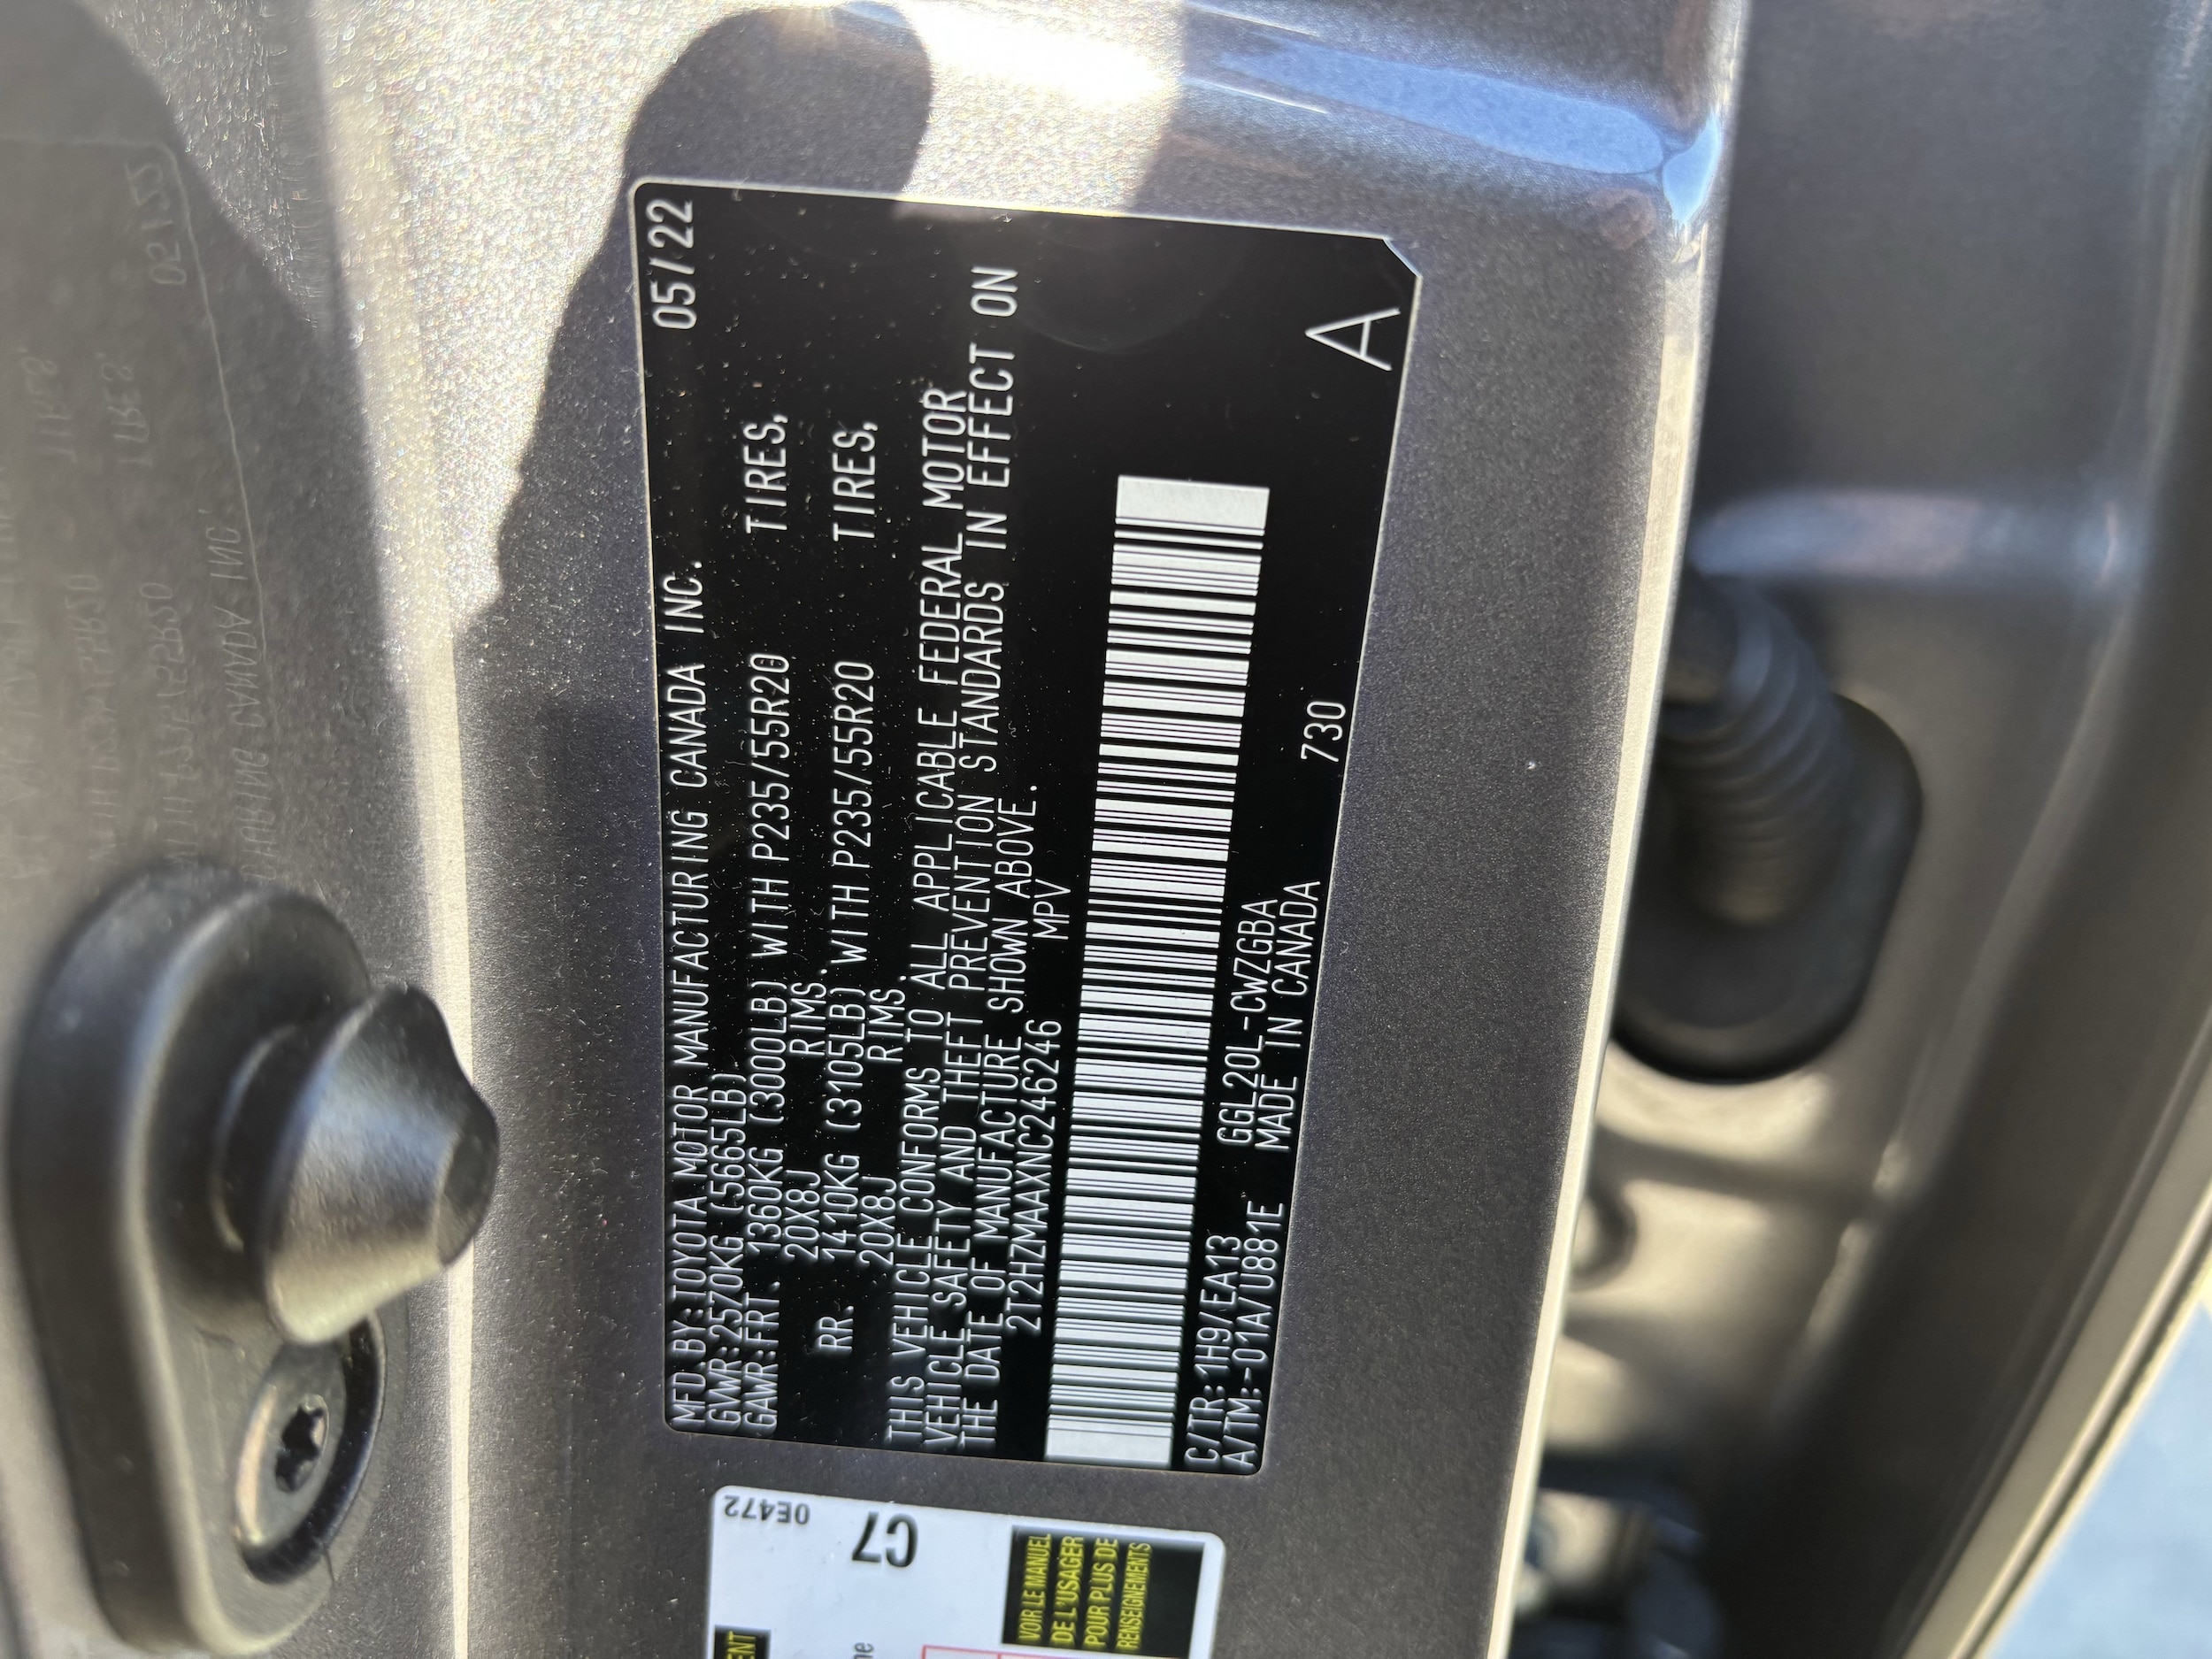 MFD.BY:TOYOTA MOTOR MANUFACTURING CANADA INC. 05/22
GVWR:2570KG (5665LB)
GAWR:FRT. 1360KG (3000LB) WITH P235/55R20 TIRES,
20X8J RIMS.
RR. 1410KG (3105LB) WITH P235/55R20 TIRES,
20X8J RIMS.
THIS VEHICLE CONFORMS TO ALL APPLICABLE FEDERAL MOTOR
VEHICLE SAFETY AND THEFT PREVENTION STANDARDS IN EFFECT ON
THE DATE OF MANUFACTURE SHOWN ABOVE.
2T2HZMAAXNC246246 MPV
C/TR:1H9/EA13 GGL20L-CWZGBA
A/TM:-01A/U881E MADE IN CANADA 730
A
0E472
C7
VOIR LE MANUEL
DE L'USAGER
POUR PLUS DE
RENSEIGNEMENTS